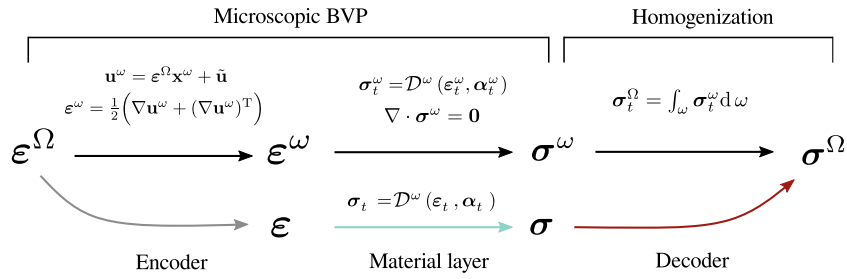 Microscopic BVP
Homogenization
𝐮^ω = 𝜺^Ω 𝐱^ω + 𝐮̃
𝜺^ω = 1/2(∇𝐮^ω + (∇𝐮^ω)^T)
𝝈_t^ω = 𝒟^ω(𝜺_t^ω, 𝜶_t^ω)
∇ · 𝝈^ω = 𝟎
𝝈_t^Ω = ∫_ω 𝝈_t^ω d ω
𝜺^Ω
𝜺^ω
𝝈^ω
𝝈^Ω
𝝈_t = 𝒟^ω(𝜺_t, 𝜶_t)
𝜺
𝝈
Encoder
Material layer
Decoder